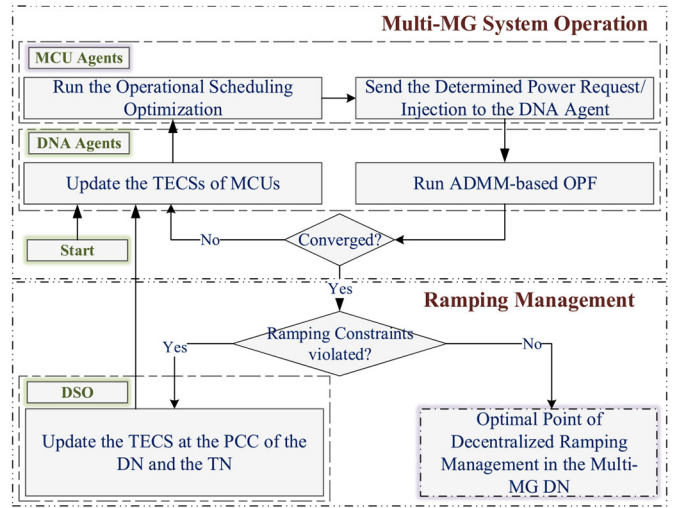 Multi-MG System Operation
MCU Agents
Run the Operational Scheduling
Optimization
Send the Determined Power Request/
Injection to the DNA Agent
DNA Agents
Update the TECSs of MCUs
Run ADMM-based OPF
Start
No
Converged?
Yes
Ramping Management
Ramping Constraints
violated?
Yes
No
DSO
Update the TECS at the PCC of the
DN and the TN
Optimal Point of
Decentralized Ramping
Management in the Multi-
MG DN